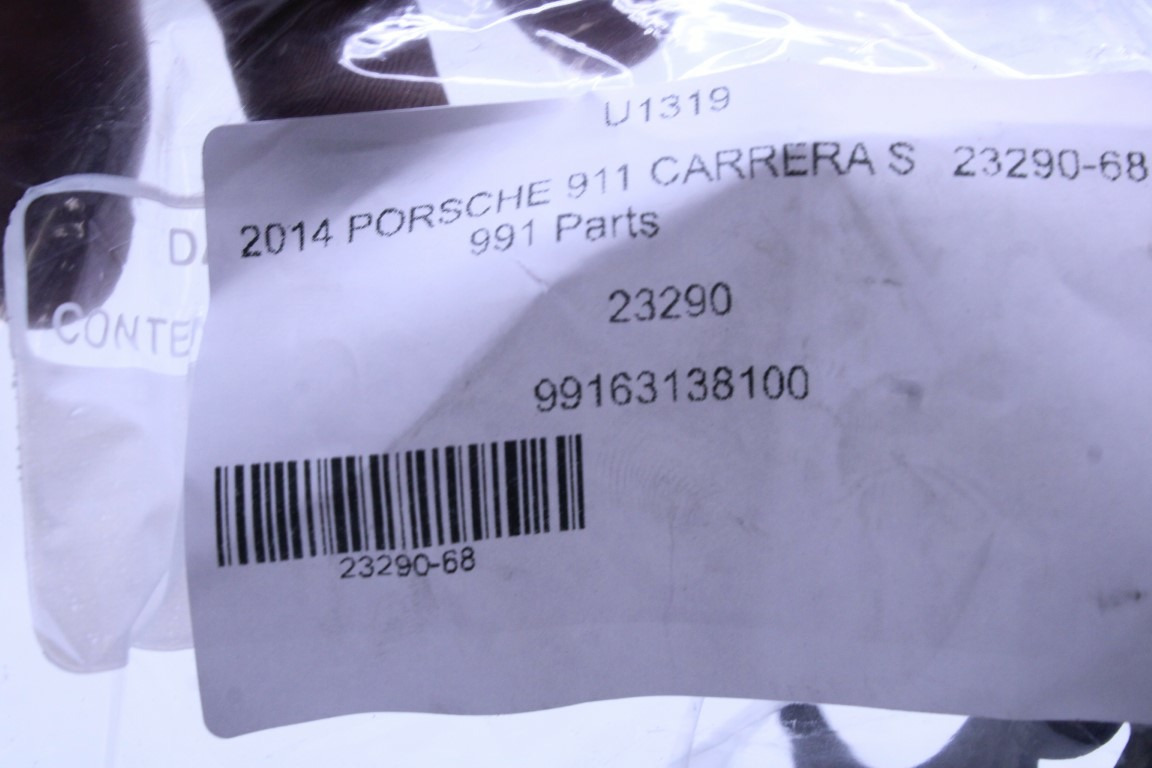 U1319
2014 PORSCHE 911 CARRERA S 23290-68
991 Parts
23290
99163138100
23290-68